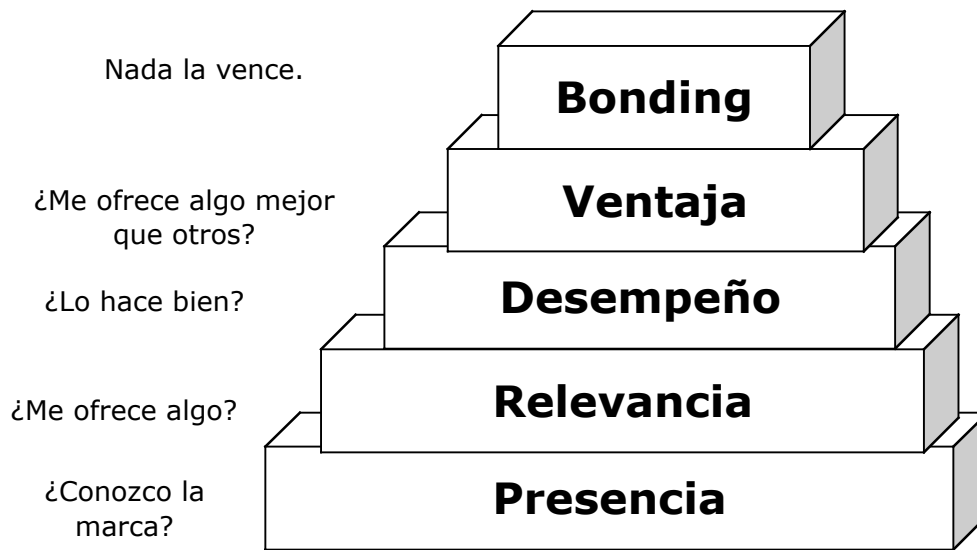 Nada la vence.
Bonding
¿Me ofrece algo mejor
que otros?
Ventaja
¿Lo hace bien?
Desempeño
¿Me ofrece algo?
Relevancia
¿Conozco la
marca?
Presencia